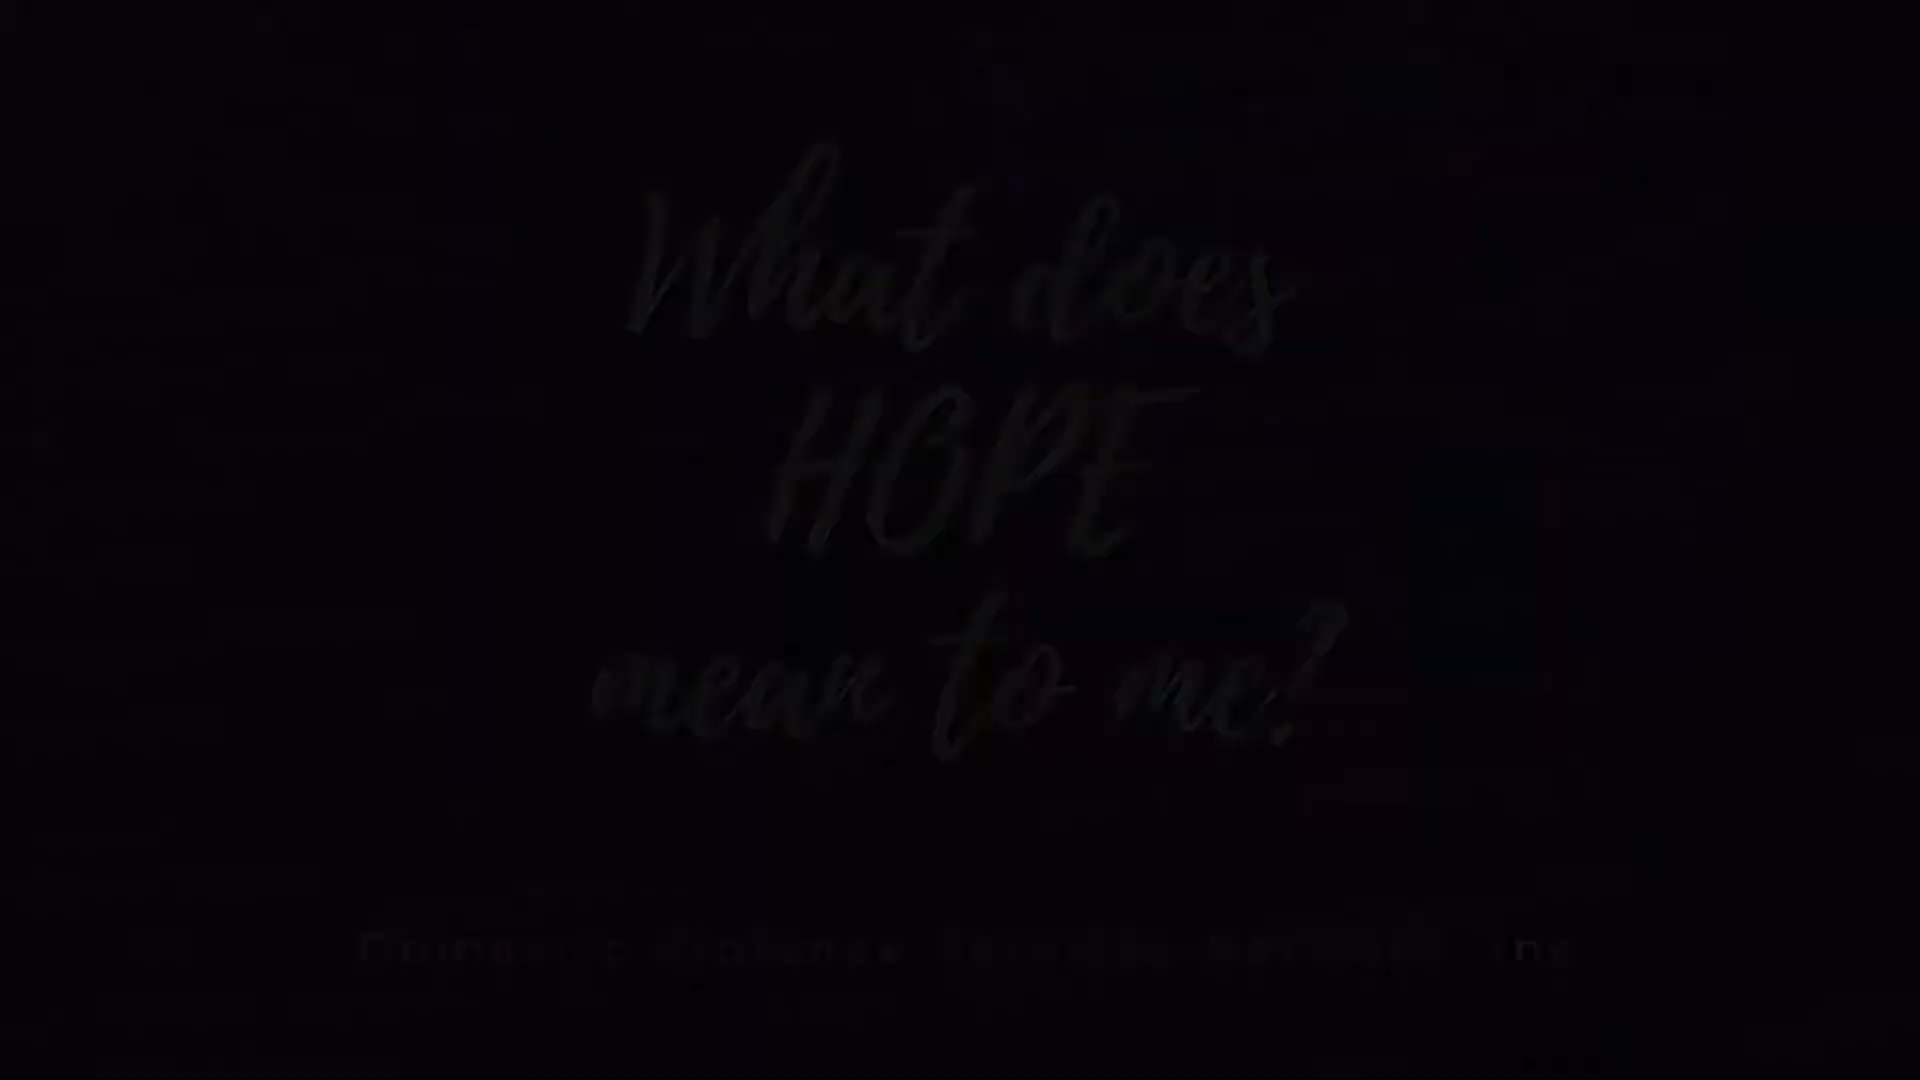 What does
HOPE
mean to me?
Domestic Violence Services Network, Inc